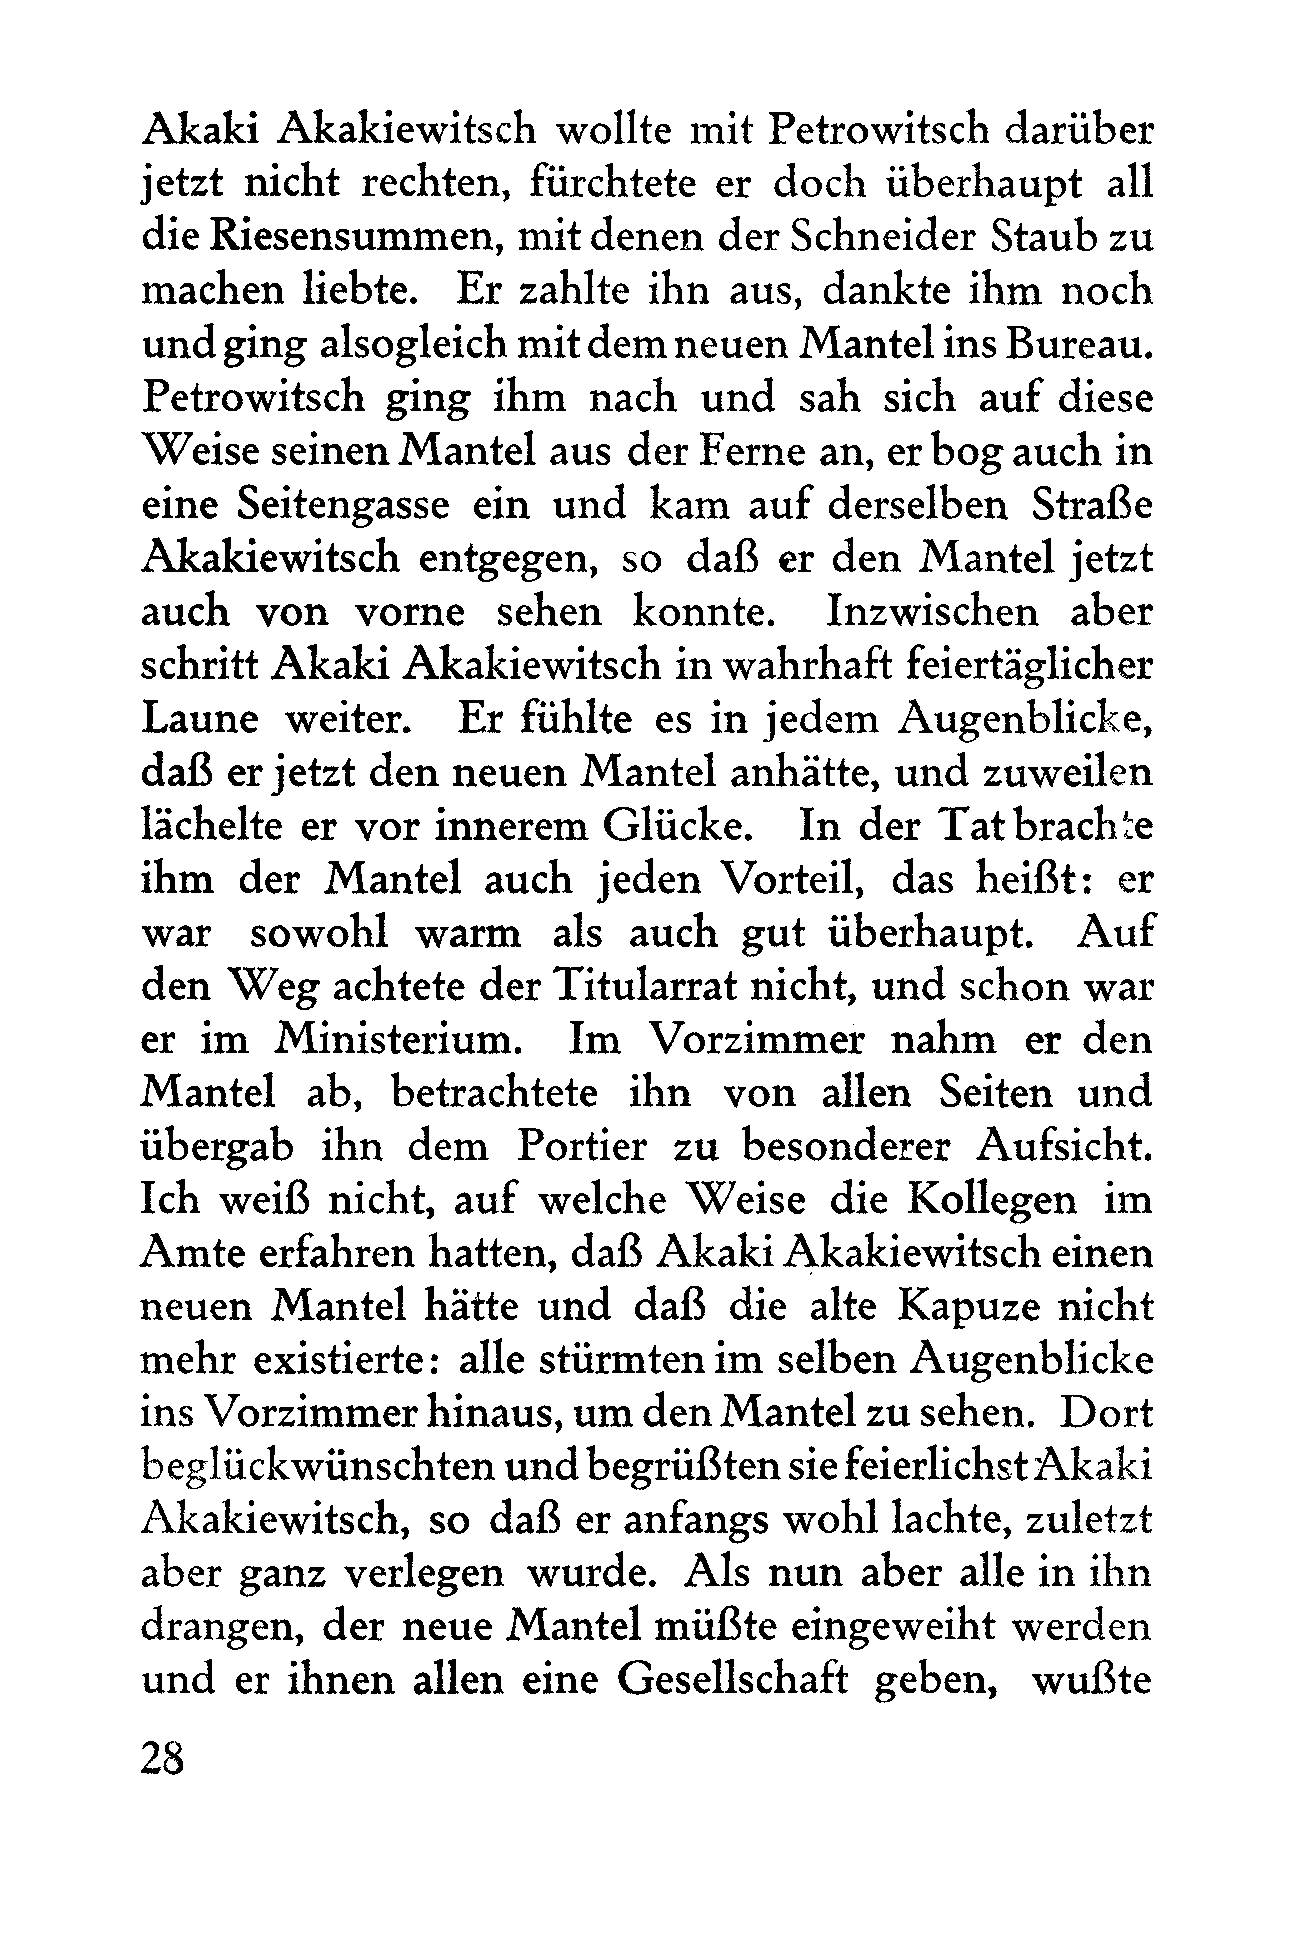 Akaki Akakiewitsch wollte mit Petrowitsch darüber
jetzt nicht rechten, fürchtete er doch überhaupt all
die Riesensummen, mit denen der Schneider Staub zu
machen liebte. Er zahlte ihn aus, dankte ihm noch
und ging alsogleich mit dem neuen Mantel ins Bureau.
Petrowitsch ging ihm nach und sah sich auf diese
Weise seinen Mantel aus der Ferne an, er bog auch in
eine Seitengasse ein und kam auf derselben Straße
Akakiewitsch entgegen, so daß er den Mantel jetzt
auch von vorne sehen konnte. Inzwischen aber
schritt Akaki Akakiewitsch in wahrhaft feiertäglicher
Laune weiter. Er fühlte es in jedem Augenblicke,
daß er jetzt den neuen Mantel anhätte, und zuweilen
lächelte er vor innerem Glücke. In der Tat brachte
ihm der Mantel auch jeden Vorteil, das heißt: er
war sowohl warm als auch gut überhaupt. Auf
den Weg achtete der Titularrat nicht, und schon war
er im Ministerium. Im Vorzimmer nahm er den
Mantel ab, betrachtete ihn von allen Seiten und
übergab ihn dem Portier zu besonderer Aufsicht.
Ich weiß nicht, auf welche Weise die Kollegen im
Amte erfahren hatten, daß Akaki Akakiewitsch einen
neuen Mantel hätte und daß die alte Kapuze nicht
mehr existierte: alle stürmten im selben Augenblicke
ins Vorzimmer hinaus, um den Mantel zu sehen. Dort
beglückwünschten und begrüßten sie feierlichst Akaki
Akakiewitsch, so daß er anfangs wohl lachte, zuletzt
aber ganz verlegen wurde. Als nun aber alle in ihn
drangen, der neue Mantel müßte eingeweiht werden
und er ihnen allen eine Gesellschaft geben, wußte
28